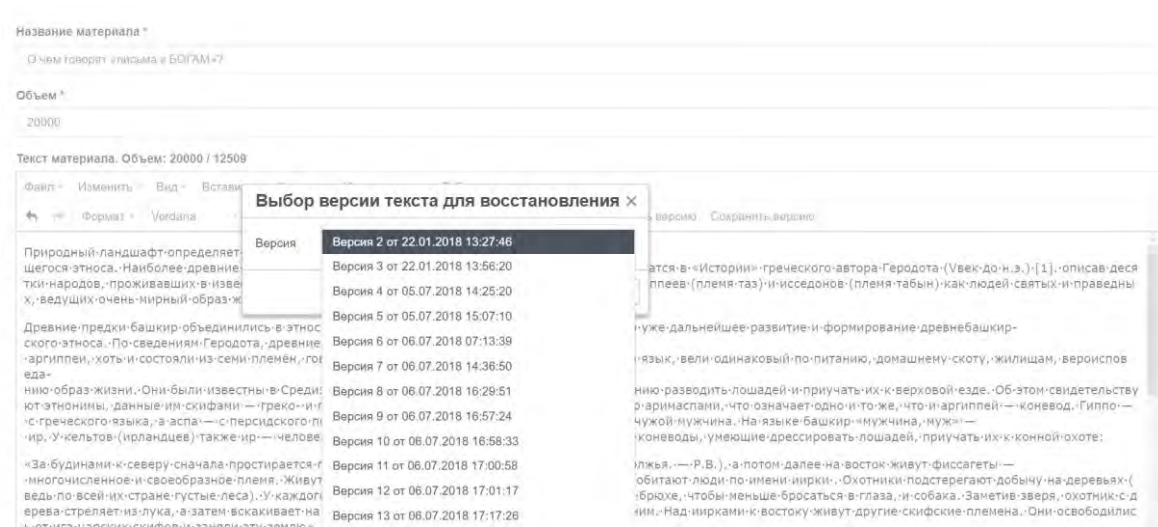 Название материала *
О чем говорят «письма к БОГАМ»?
Объем *
20000
Текст материала. Объем: 20000 / 12509
Файл Изменить Вид Встави
Формат Verdana версию Сохранить версию
Выбор версии текста для восстановления ×
Версия
Версия 2 от 22.01.2018 13:27:46
Версия 3 от 22.01.2018 13:56:20
Версия 4 от 05.07.2018 14:25:20
Версия 5 от 05.07.2018 15:07:10
Версия 6 от 06.07.2018 07:13:39
Версия 7 от 06.07.2018 14:36:50
Версия 8 от 06.07.2018 16:29:51
Версия 9 от 06.07.2018 16:57:24
Версия 10 от 06.07.2018 16:58:33
Версия 11 от 06.07.2018 17:00:58
Версия 12 от 06.07.2018 17:01:17
Версия 13 от 06.07.2018 17:17:26
Природный·ландшафт·определяет
щегося·этноса.·Наиболее·древние атся·в·«Истории»·греческого·автора·Геродота·(Vвек·до·н.э.)·[1].·описав·деся
тки·народов,·проживавших·в·изве ппеев·(племя·таз)·и·исседонов·(племя·табын)·как·людей·святых·и·праведны
х,·ведущих·очень·мирный·образ·ж
Древние·предки·башкир·объединились·в·этнос ·уже·дальнейшее·развитие·и·формирование·древнебашкир-
ского·этноса.·По·сведениям·Геродота,·древние
·аргиппеи,·хоть·и·состояли·из·семи·племён,·гов ·язык,·вели·одинаковый·по·питанию,·домашнему·скоту,·жилищам,·вероиспов
еда-
нию·образ·жизни.·Они·были·известны·в·Среди нию·разводить·лошадей·и·приучать·их·к·верховой·езде.·Об·этом·свидетельству
ют·этнонимы,·данные·им·скифами·—·греко-·и· о·аримаспами,·что·означает·одно·и·то·же,·что·и·аргиппей·—·коневод.·Гиппо·—
·с·греческого·языка,·а·аспа·—·с·персидского· чужой·мужчина.·На·языке·башкир·«мужчина,·муж»·—
·ир.·У·кельтов·(ирландцев)·также·ир·—·челове ·коневоды,·умеющие·дрессировать·лошадей,·приучать·их·к·конной·охоте:
«За·будинами·к·северу·сначала·простирается· олжья.·—·Р.В.),·а·потом·далее·на·восток·живут·фиссагеты·—
·многочисленное·и·своеобразное·племя.·Живут обитают·люди·по·имени·иирки·.·Охотники·подстерегают·добычу·на·деревьях·(
ведь·по·всей·их·стране·густые·леса).·У·каждого ·брюхе,·чтобы·меньше·бросаться·в·глаза,·и·собака.·Заметив·зверя,·охотник·с·д
ерева·стреляет·из·лука,·а·затем·вскакивает·на ним.·Над·иирками·к·востоку·живут·другие·скифские·племена.·Они·освободилис
ь·от·ига·царских·скифов·и·заняли·эту·землю»